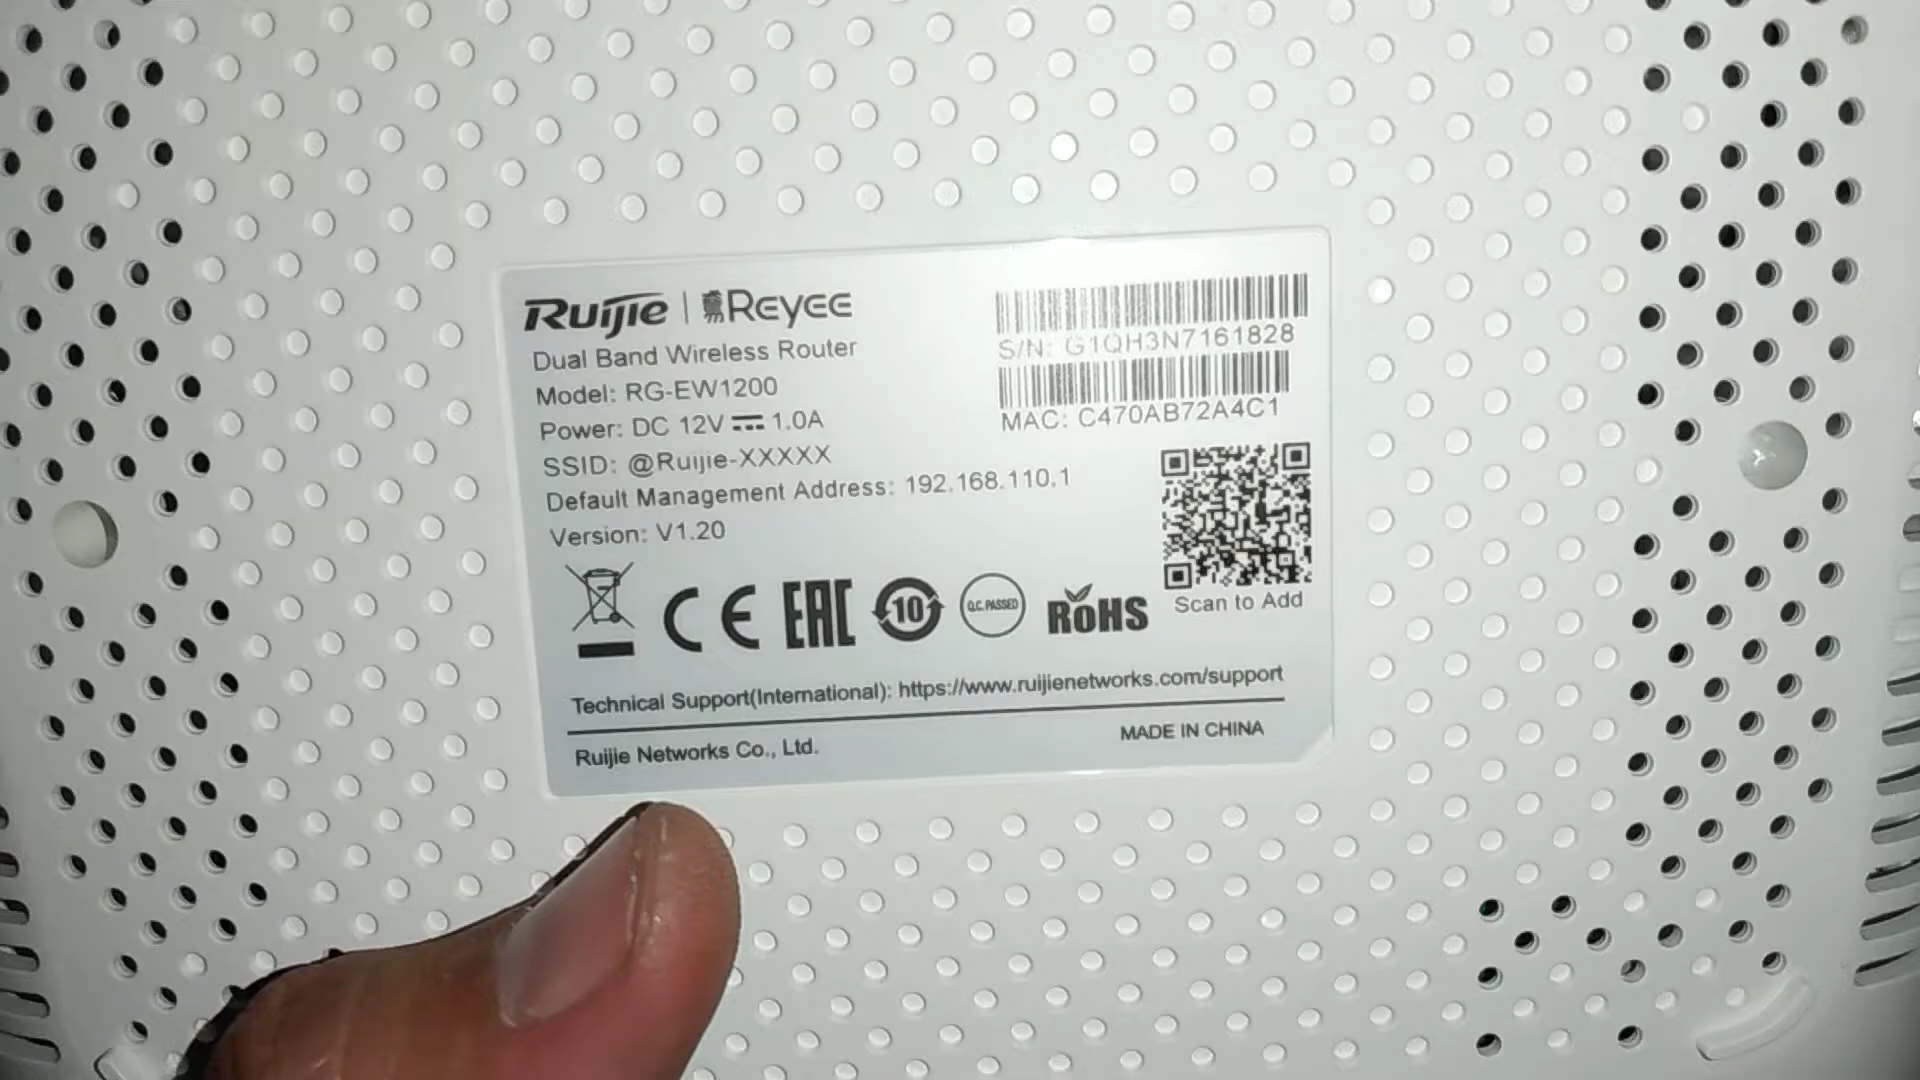 Ruijie | Reyee
Dual Band Wireless Router
Model: RG-EW1200
Power: DC 12V 1.0A
SSID: @Ruijie-XXXXX
Default Management Address: 192.168.110.1
Version: V1.20
S/N: G1QH3N7161828
MAC: C470AB72A4C1
Scan to Add
CE EAC 10 Q.C. PASSED RoHS
Technical Support(International): https://www.ruijienetworks.com/support
Ruijie Networks Co., Ltd.
MADE IN CHINA